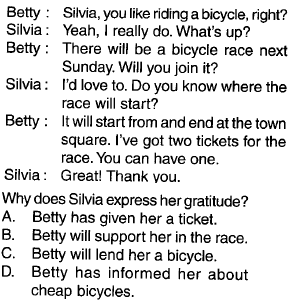 Betty : Silvia, you like riding a bicycle, right?
Silvia : Yeah, I really do. What's up?
Betty : There will be a bicycle race next
Sunday. Will you join it?
Silvia : I'd love to. Do you know where the
race will start?
Betty : It will start from and end at the town
square. I've got two tickets for the
race. You can have one.
Silvia : Great! Thank you.
Why does Silvia express her gratitude?
A. Betty has given her a ticket.
B. Betty will support her in the race.
C. Betty will lend her a bicycle.
D. Betty has informed her about
cheap bicycles.